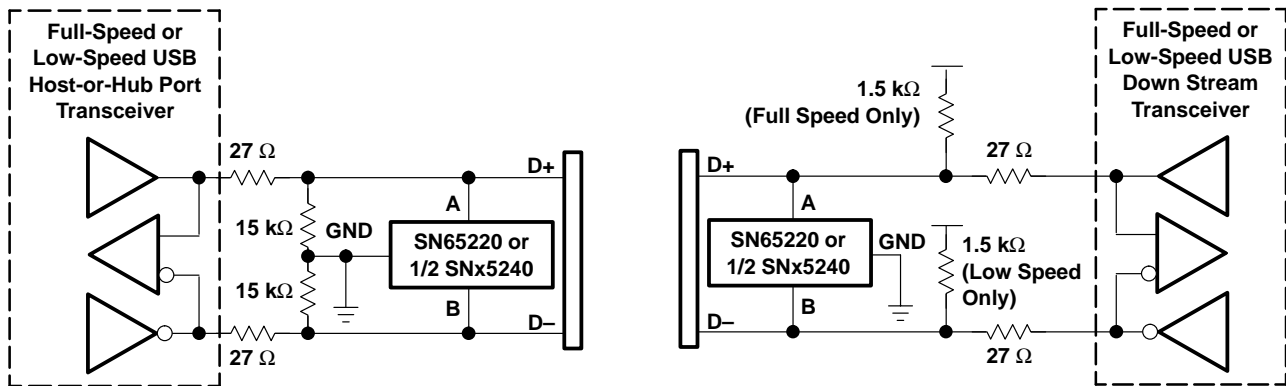 Full-Speed or
Low-Speed USB
Host-or-Hub Port
Transceiver
27 Ω
15 kΩ
15 kΩ
27 Ω
GND
A
SN65220 or
1/2 SNx5240
B
D+
D–
D+
D–
A
SN65220 or
1/2 SNx5240
B
GND
1.5 kΩ
(Full Speed Only)
27 Ω
1.5 kΩ
(Low Speed
Only)
27 Ω
Full-Speed or
Low-Speed USB
Down Stream
Transceiver